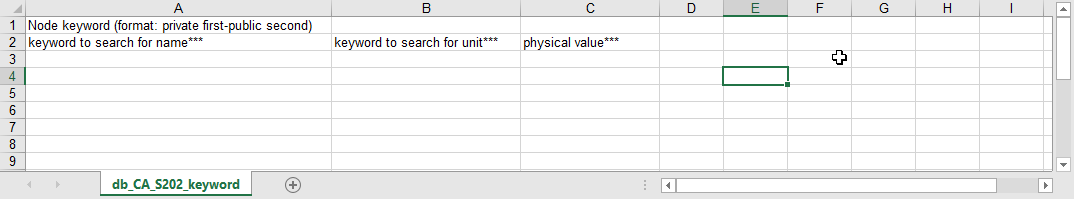 A B C D E F G H I
1 Node keyword (format: private first-public second)
2 keyword to search for name*** keyword to search for unit*** physical value***
3
4
5
6
7
8
9
db_CA_S202_keyword